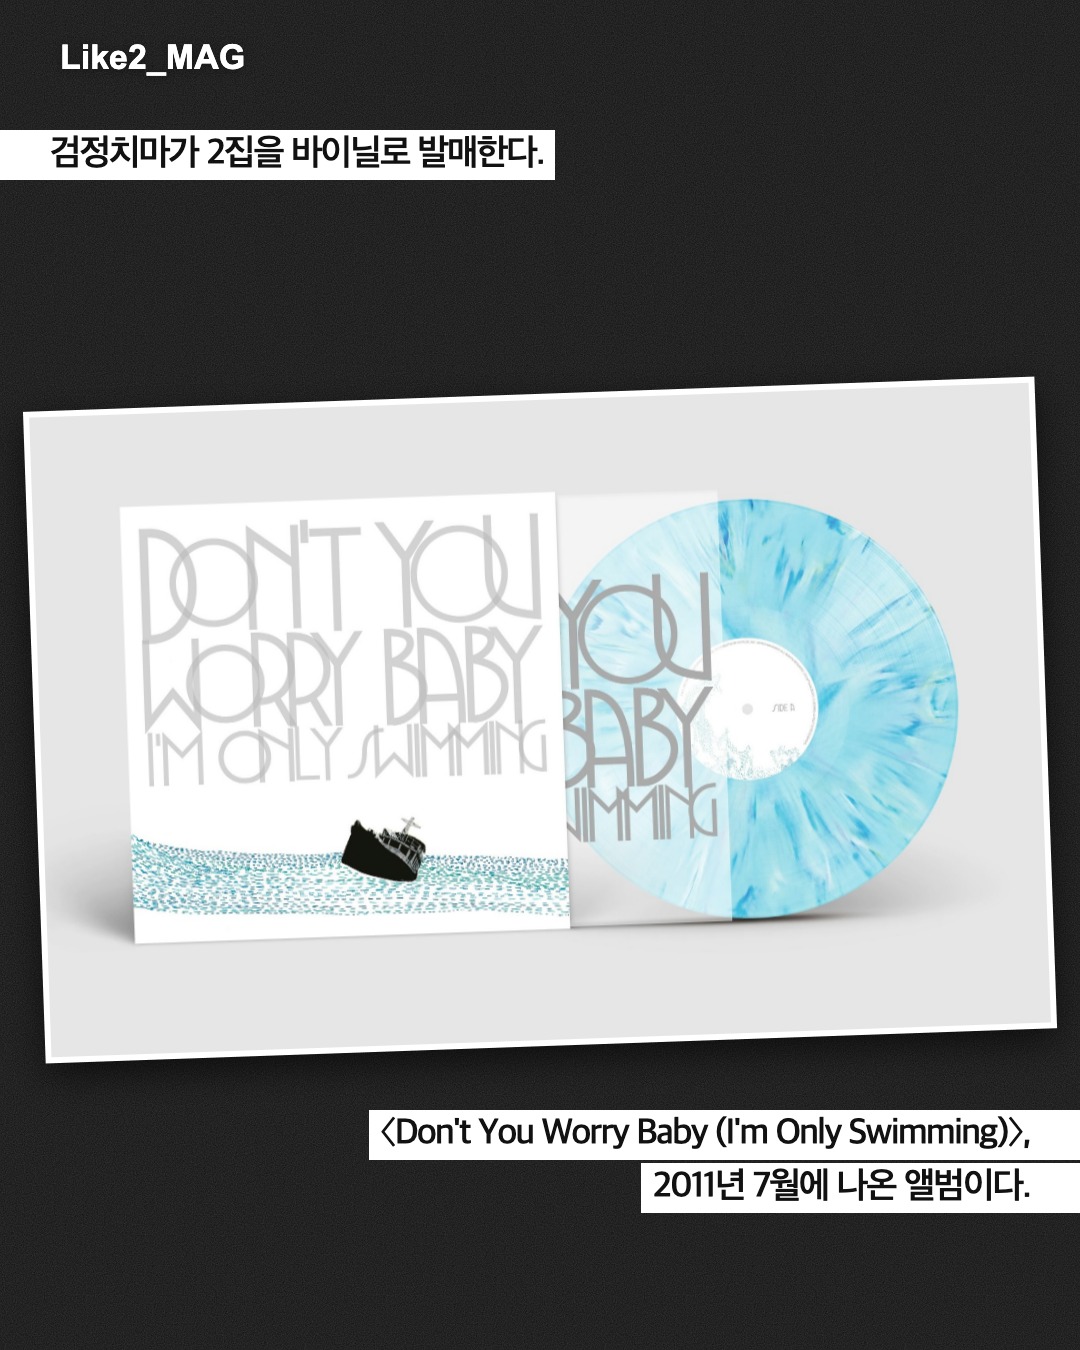 Like2_MAG
검정치마가 2집을 바이닐로 발매한다.
DON'T YOU
WORRY BABY
I'M ONLY SWIMMING
YOU
BABY
WIMMING
SIDE B
〈Don't You Worry Baby (I'm Only Swimming)〉,
2011년 7월에 나온 앨범이다.